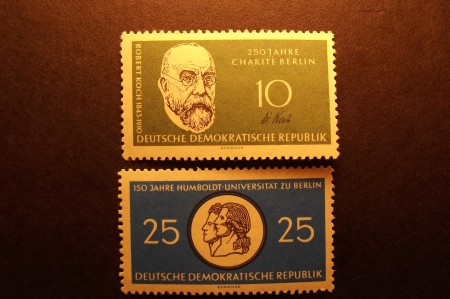 ROBERT KOCH 1843-1910
250 JAHRE
CHARITE BERLIN
10
DEUTSCHE DEMOKRATISCHE REPUBLIK
150 JAHRE HUMBOLDT-UNIVERSITÄT ZU BERLIN
25 25
DEUTSCHE DEMOKRATISCHE REPUBLIK